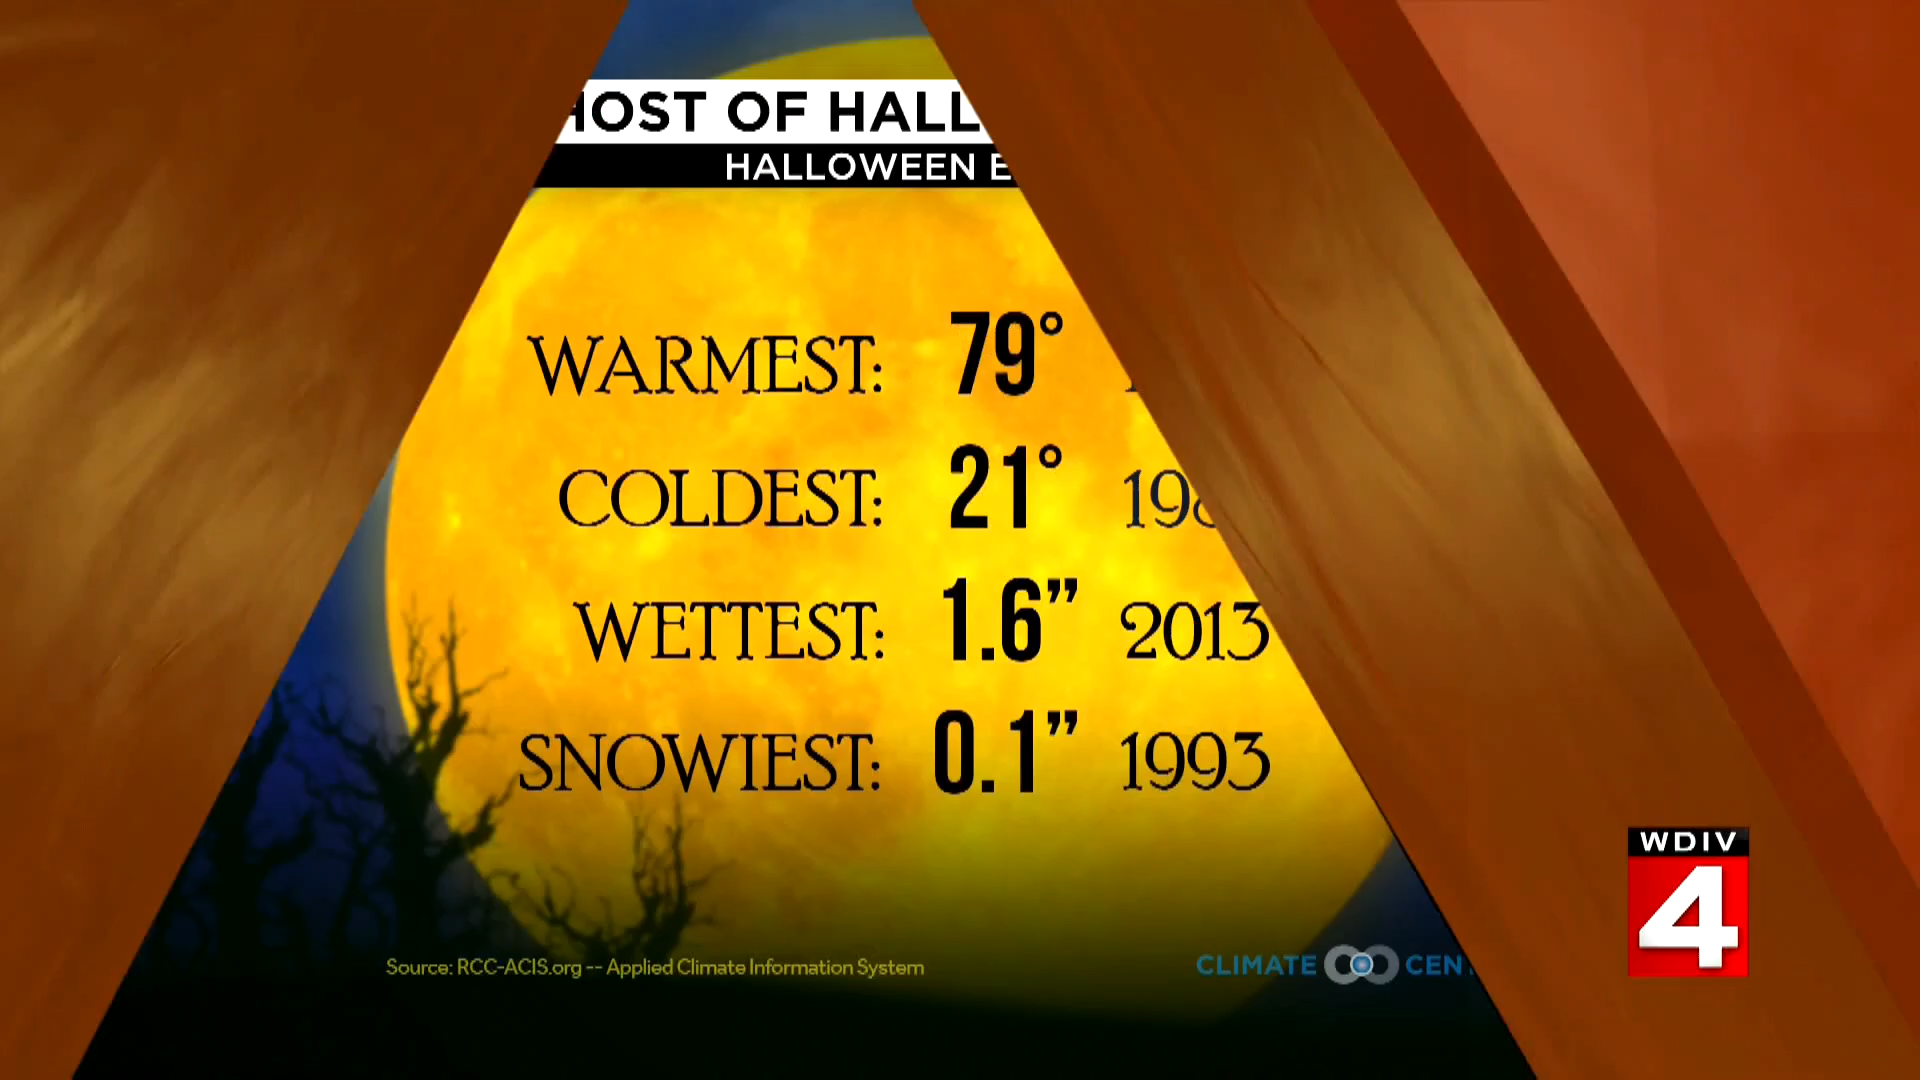 HOST OF HALL
HALLOWEEN E
WARMEST: 79°
COLDEST: 21°
WETTEST: 1.6” 2013
SNOWIEST: 0.1” 1993
Source: RCC-ACIS.org -- Applied Climate Information System
CLIMATE CEN
WDIV
4